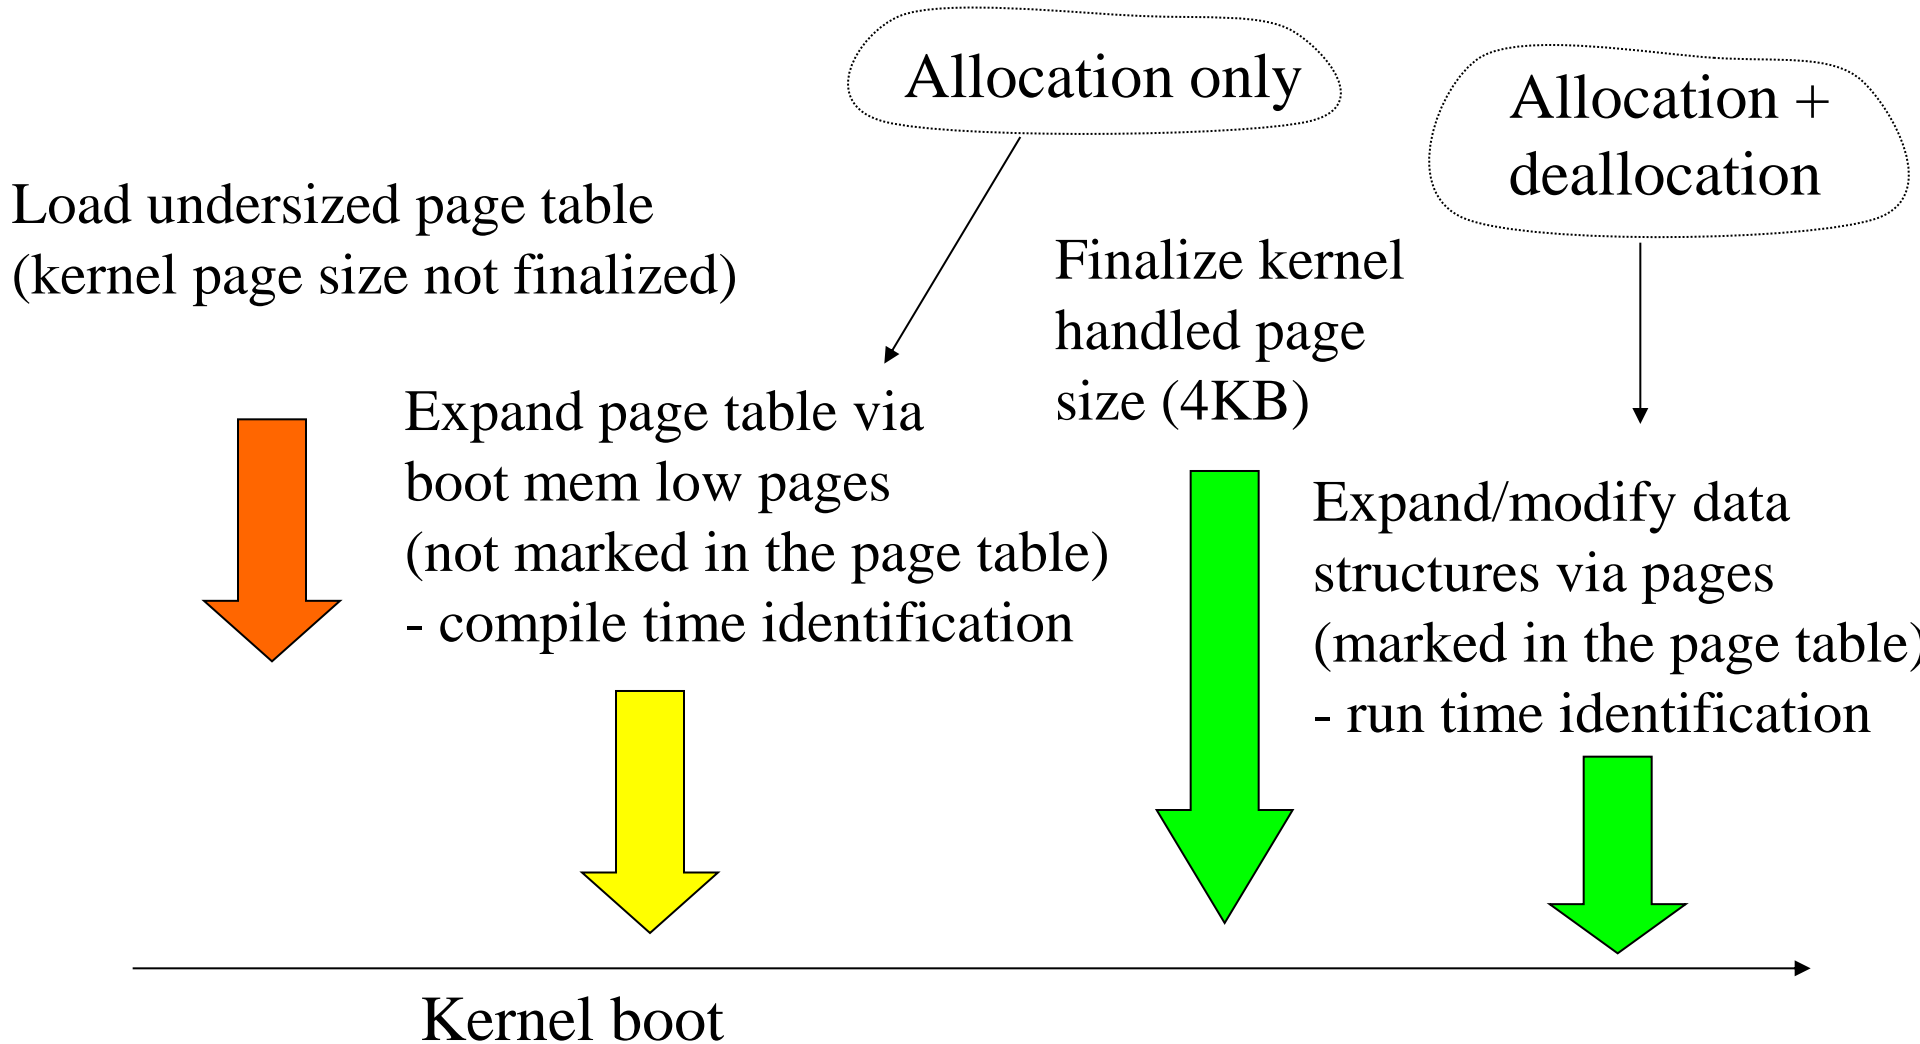 Allocation only
Allocation +
deallocation
Load undersized page table
(kernel page size not finalized)
Finalize kernel
handled page
size (4KB)
Expand page table via
boot mem low pages
(not marked in the page table)
- compile time identification
Expand/modify data
structures via pages
(marked in the page table)
- run time identification
Kernel boot